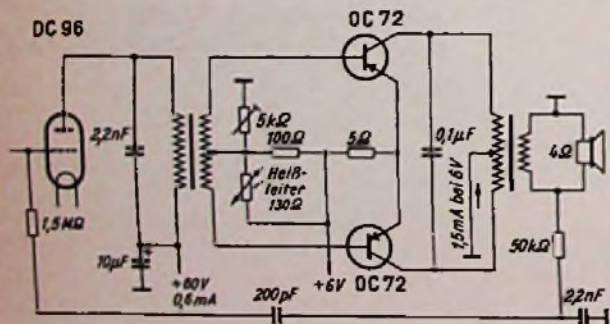 DC 96
OC 72
2,2nF
5kΩ
100Ω
5Ω
0,1µF
4Ω
Heiß-
leiter
130Ω
1,5mA bei 6V
1,5MΩ
50kΩ
10µF
+
+60V
0,6mA
+6V
OC 72
200pF
2,2nF